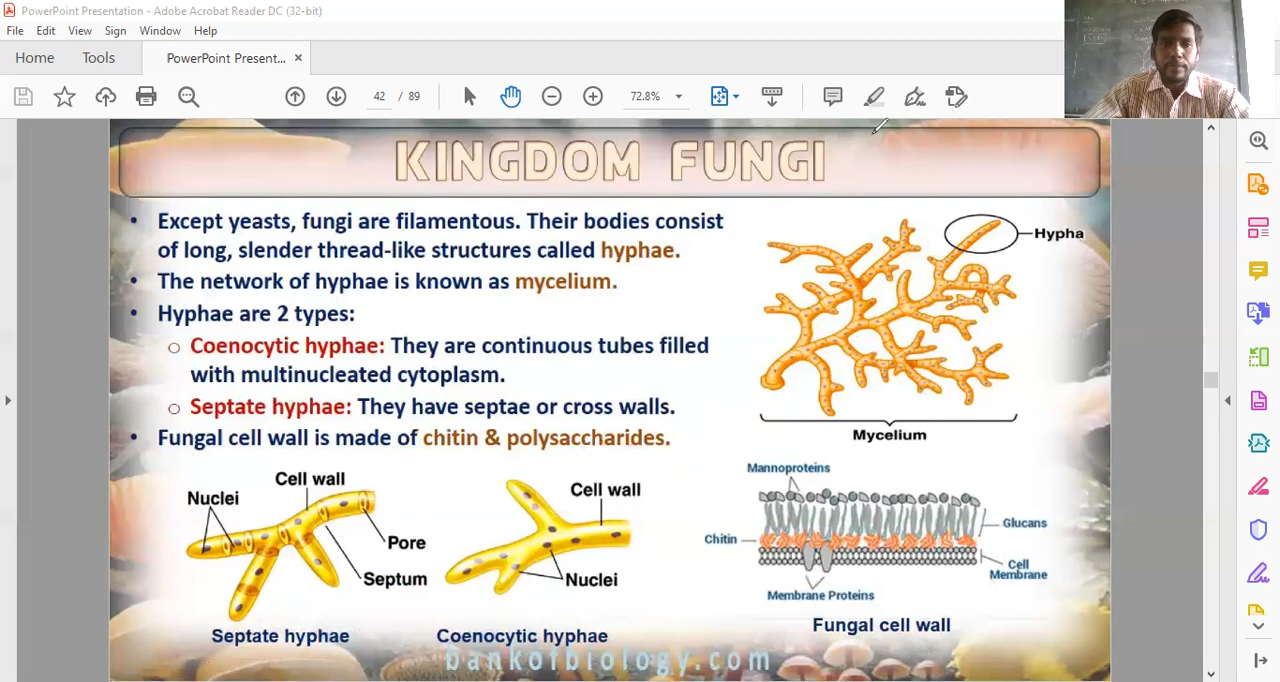 PowerPoint Presentation - Adobe Acrobat Reader DC (32-bit)
File Edit View Sign Window Help
Home Tools PowerPoint Present... ×
42 / 89 72.8%
KINGDOM FUNGI
• Except yeasts, fungi are filamentous. Their bodies consist
of long, slender thread-like structures called hyphae.
• The network of hyphae is known as mycelium.
• Hyphae are 2 types:
o Coenocytic hyphae: They are continuous tubes filled
with multinucleated cytoplasm.
o Septate hyphae: They have septae or cross walls.
• Fungal cell wall is made of chitin & polysaccharides.
Hypha
Mycelium
Nuclei
Cell wall
Pore
Septum
Septate hyphae
Cell wall
Nuclei
Coenocytic hyphae
Mannoproteins
Glucans
Chitin
Cell
Membrane
Membrane Proteins
Fungal cell wall
bankofbiology.com